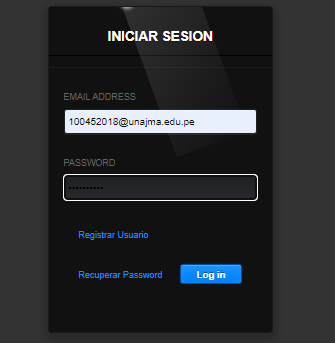 INICIAR SESION
EMAIL ADDRESS
100452018@unajma.edu.pe
PASSWORD
••••••••••
Registrar Usuario
Recuperar Password Log in